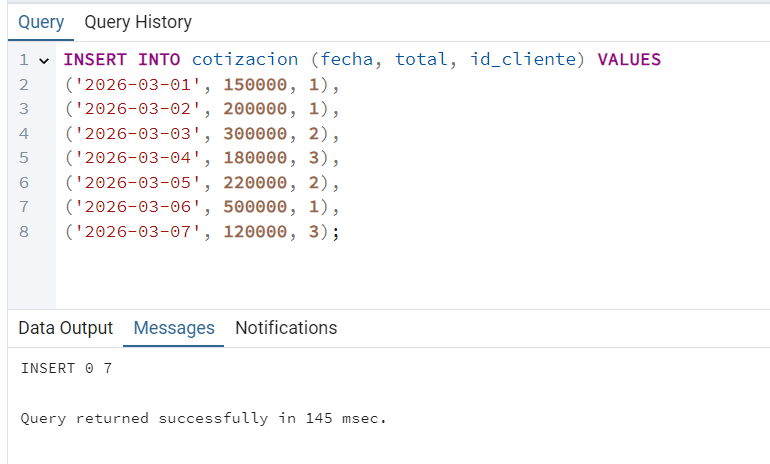 Query Query History
1 INSERT INTO cotizacion (fecha, total, id_cliente) VALUES
2 ('2026-03-01', 150000, 1),
3 ('2026-03-02', 200000, 1),
4 ('2026-03-03', 300000, 2),
5 ('2026-03-04', 180000, 3),
6 ('2026-03-05', 220000, 2),
7 ('2026-03-06', 500000, 1),
8 ('2026-03-07', 120000, 3);
Data Output Messages Notifications
INSERT 0 7
Query returned successfully in 145 msec.